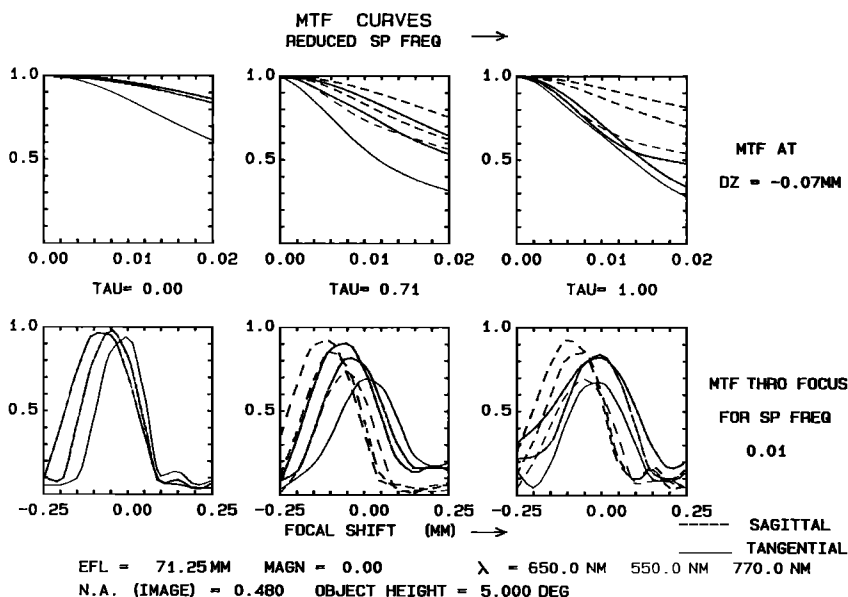 MTF CURVES
REDUCED SP FREQ
1.0 1.0 1.0
0.5 0.5 0.5
MTF AT
DZ = -0.07MM
0.00 0.01 0.02 0.00 0.01 0.02 0.00 0.01 0.02
TAU= 0.00 TAU= 0.71 TAU= 1.00
1.0 1.0 1.0
0.5 0.5 0.5
MTF THRO FOCUS
FOR SP FREQ
0.01
-0.25 0.00 0.25 -0.25 0.00 0.25 -0.25 0.00 0.25
FOCAL SHIFT (MM)
SAGITTAL
TANGENTIAL
EFL = 71.25MM MAGN = 0.00 λ = 650.0 NM 550.0 NM 770.0 NM
N.A. (IMAGE) = 0.480 OBJECT HEIGHT = 5.000 DEG